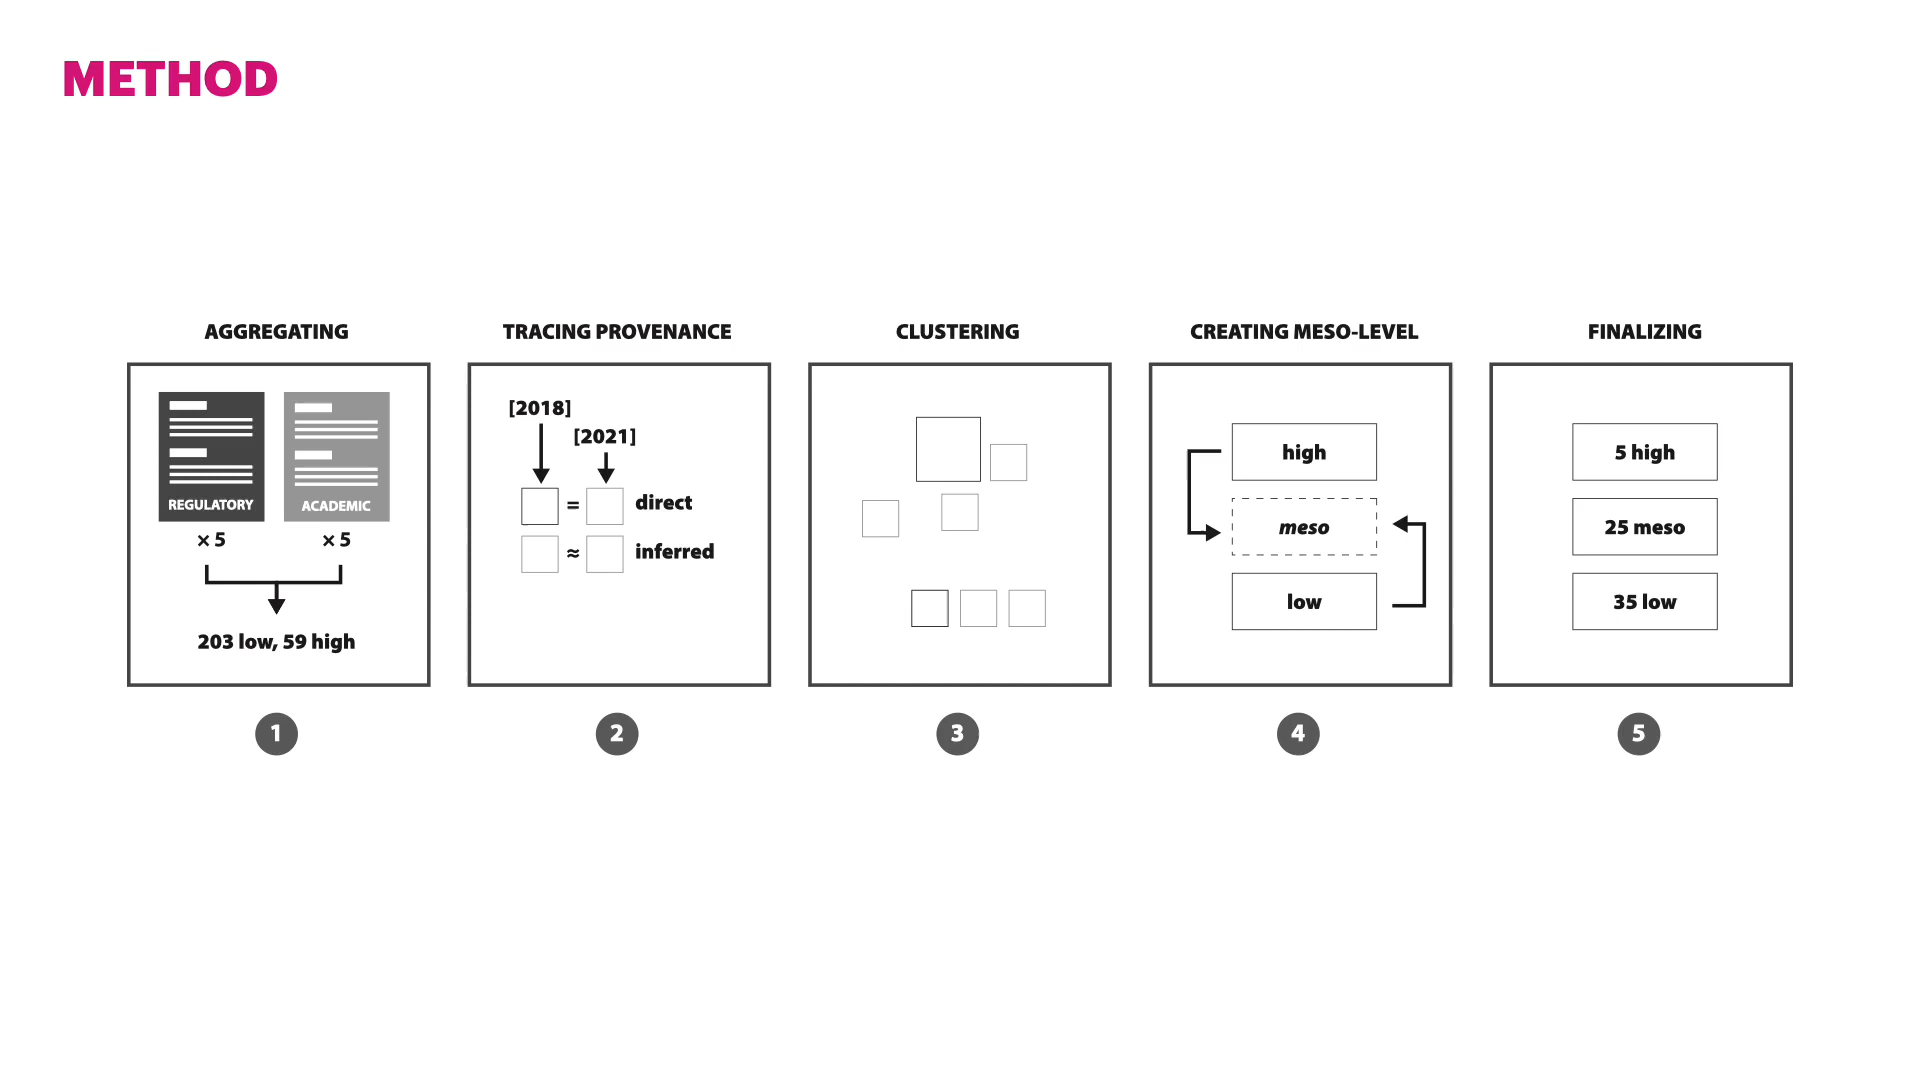 METHOD
AGGREGATING
REGULATORY
ACADEMIC
× 5
× 5
203 low, 59 high
1
TRACING PROVENANCE
[2018]
[2021]
= direct
≈ inferred
2
CLUSTERING
3
CREATING MESO-LEVEL
high
meso
low
4
FINALIZING
5 high
25 meso
35 low
5